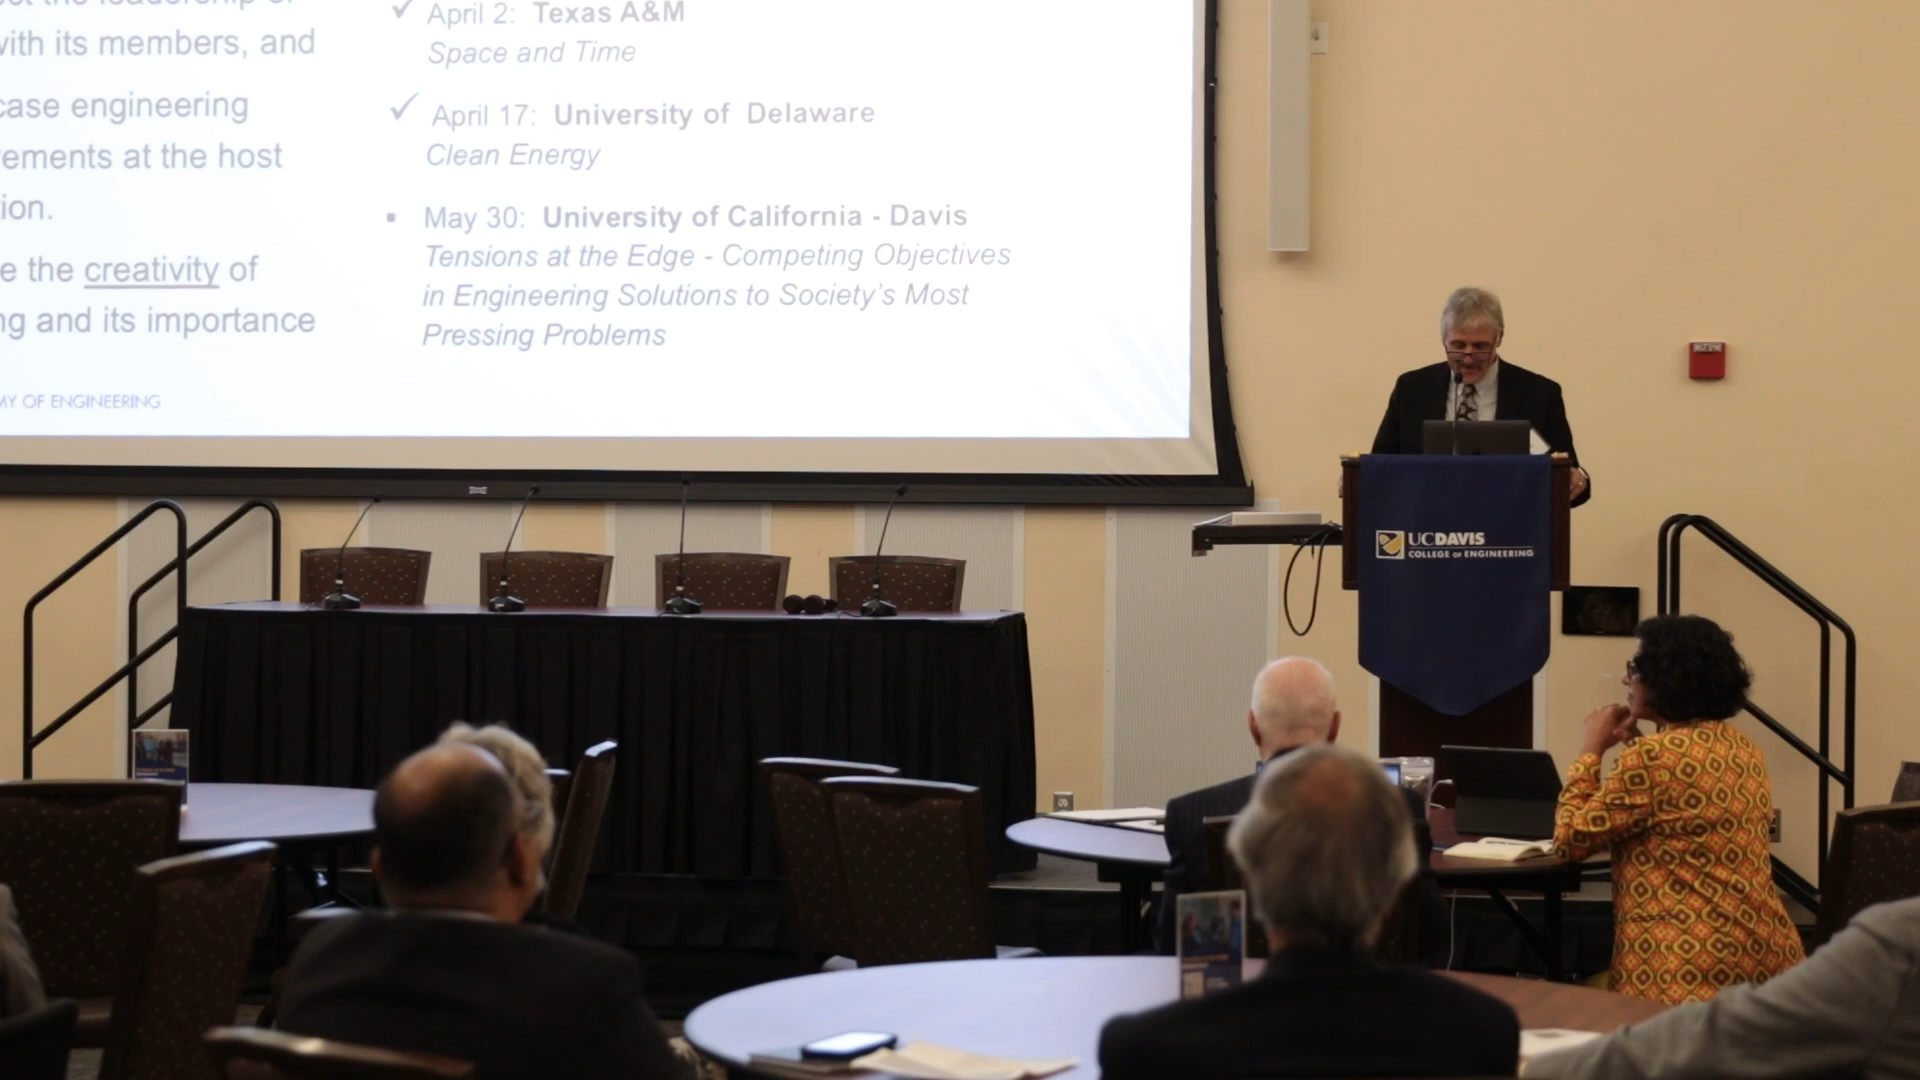 with its members, and
case engineering
ements at the host
ion.
e the creativity of
ng and its importance
MY OF ENGINEERING
April 2: Texas A&M
Space and Time
April 17: University of Delaware
Clean Energy
May 30: University of California - Davis
Tensions at the Edge - Competing Objectives
in Engineering Solutions to Society's Most
Pressing Problems
UCDAVIS
COLLEGE OF ENGINEERING